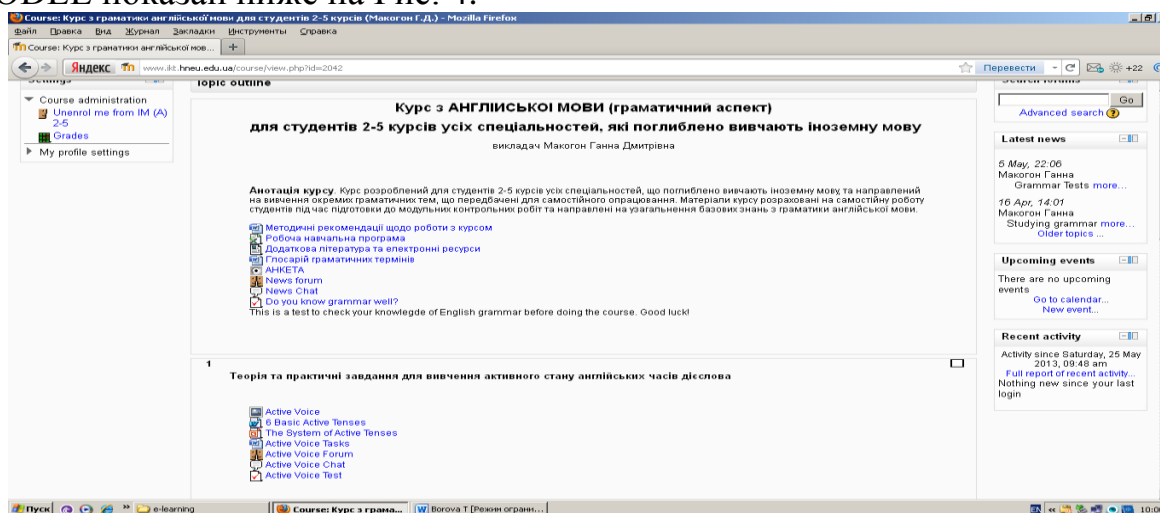 ODLE показан ниже на Рис. 4.
Course: Курс з граматики англійської мови для студентів 2-5 курсів (Макогон Г.Д.) - Mozilla Firefox
Файл Правка Вид Журнал Закладки Инструменты Справка
Course: Курс з граматики англійської мов... +
Яндекс www.ikt.hneu.edu.ua/course/view.php?id=2042 Перевести +22
Settings
Course administration
Unenrol me from IM (A)
2-5
Grades
My profile settings
Topic outline
Курс з АНГЛІЙСЬКОІ МОВИ (граматичний аспект)
для студентів 2-5 курсів усіх спеціальностей, які поглиблено вивчають іноземну мову
викладач Макогон Ганна Дмитрівна
Анотація курсу. Курс розроблений для студентів 2-5 курсів усіх спеціальностей, що поглиблено вивчають іноземну мову, та направлений
на вивчення окремих граматичних тем, що передбачені для самостійного опрацювання. Матеріали курсу розраховані на самостійну роботу
студентів під час підготовки до модульних контрольних робіт та направлені на узагальнення базових знань з граматики англійської мови.
Методичні рекомендації щодо роботи з курсом
Робоча навчальна програма
Додаткова література та електронні ресурси
Глосарій граматичних термінів
АНКЕТА
News forum
News Chat
Do you know grammar well?
This is a test to check your knowlegde of English grammar before doing the course. Good luck!
1
Теорія та практичні завдання для вивчення активного стану англійських часів дієслова
Active Voice
6 Basic Active Tenses
The System of Active Tenses
Active Voice Tasks
Active Voice Forum
Active Voice Chat
Active Voice Test
Search forums
Go
Advanced search
Latest news
5 May, 22:06
Макогон Ганна
Grammar Tests more...
16 Apr, 14:01
Макогон Ганна
Studying grammar more...
Older topics ...
Upcoming events
There are no upcoming
events
Go to calendar...
New event...
Recent activity
Activity since Saturday, 25 May
2013, 09:48 am
Full report of recent activity...
Nothing new since your last
login
Пуск » e-learning Course: Курс з грама... Borova T [Режим огранн... EN « 10:0